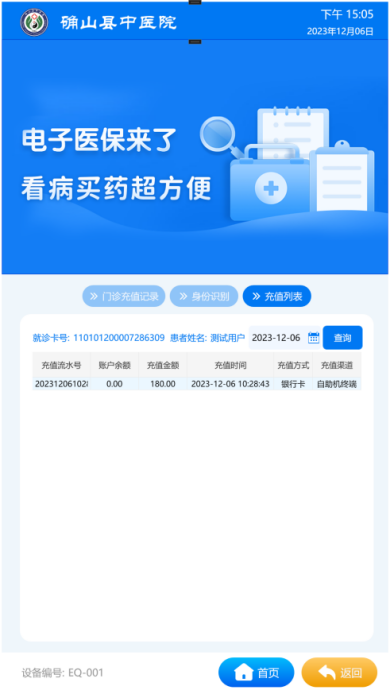 确山县中医院
下午 15:05
2023年12月06日
电子医保来了
看病买药超方便
门诊充值记录 身份识别 充值列表
就诊卡号: 110101200007286309 患者姓名: 测试用户 2023-12-06 查询
充值流水号 账户余额 充值金额 充值时间 充值方式 充值渠道
202312061028 0.00 180.00 2023-12-06 10:28:43 银行卡 自助机终端
设备编号: EQ-001 首页 返回